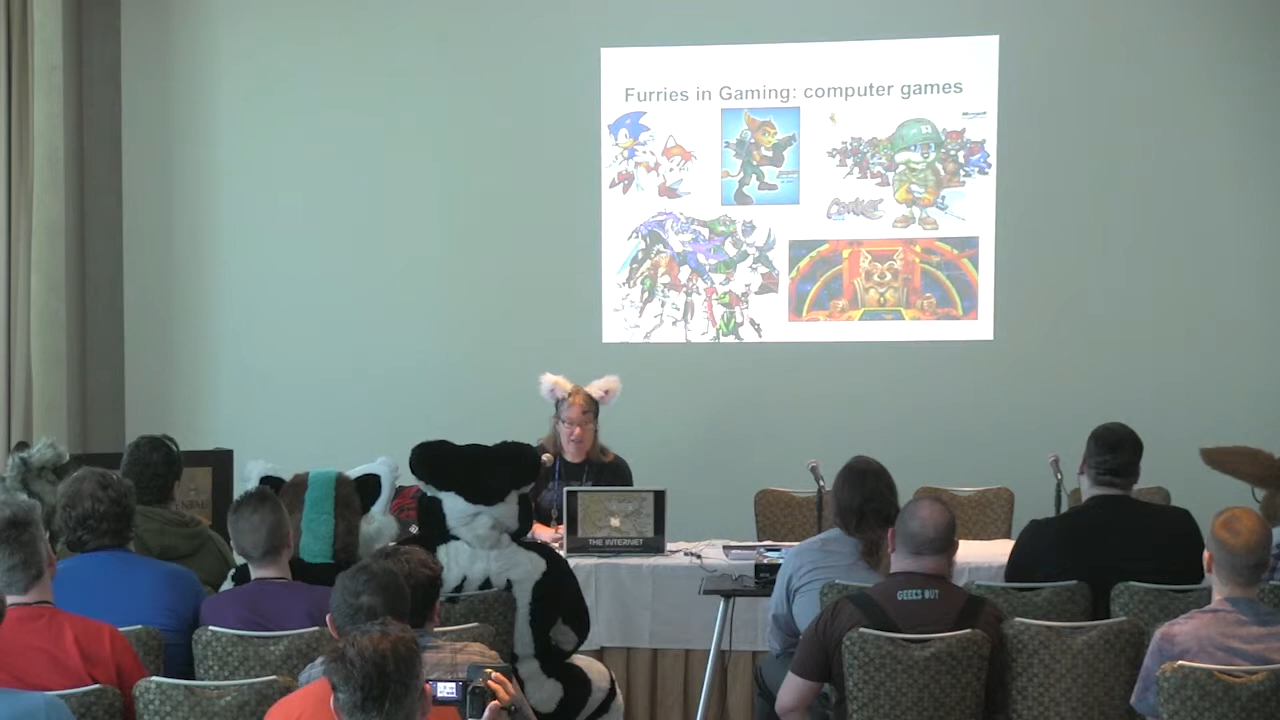 Furries in Gaming: computer games
Conker
THE INTERNET
GEEKS OUT